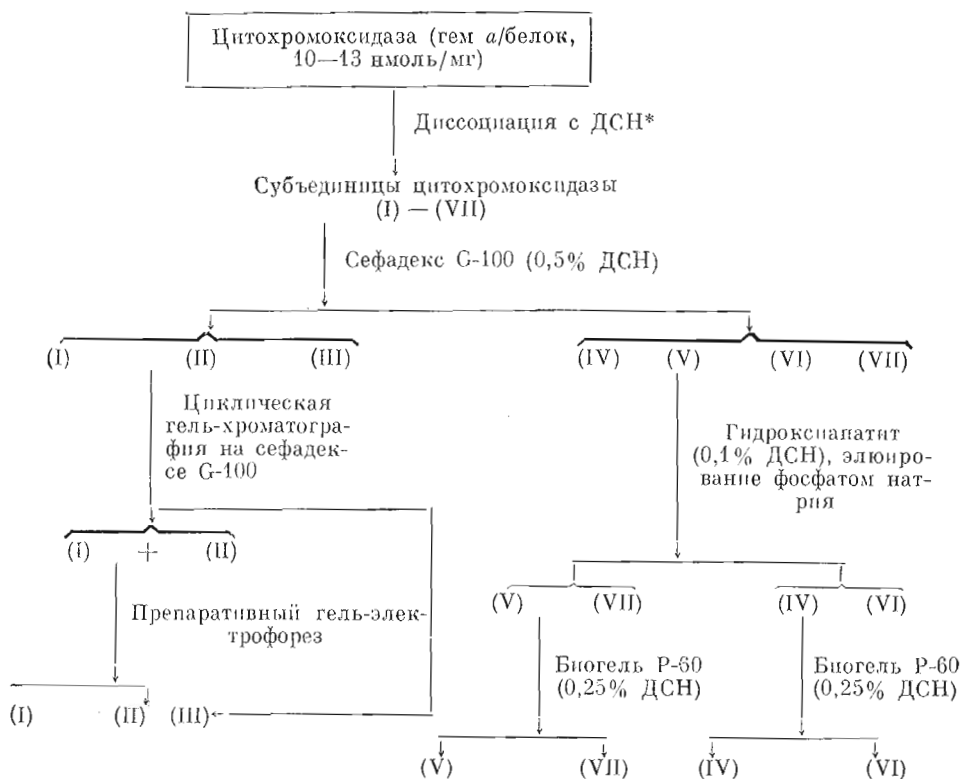 Цитохромоксидаза (гем a/белок,
10—13 нмоль/мг)
Диссоциация с ДСН*
Субъединицы цитохромоксидазы
(I) — (VII)
Сефадекс G-100 (0,5% ДСН)
(I) (II) (III) (IV) (V) (VI) (VII)
Циклическая
гель-хроматогра-
фия на сефадек-
се G-100
Гидроксиапатит
(0,1% ДСН), элюиро-
вание фосфатом нат-
рия
(I) + (II)
(V) (VII) (IV) (VI)
Препаративный гель-элек-
трофорез
Биогель P-60
(0,25% ДСН)
Биогель P-60
(0,25% ДСН)
(I) (II) (III)
(V) (VII) (IV) (VI)